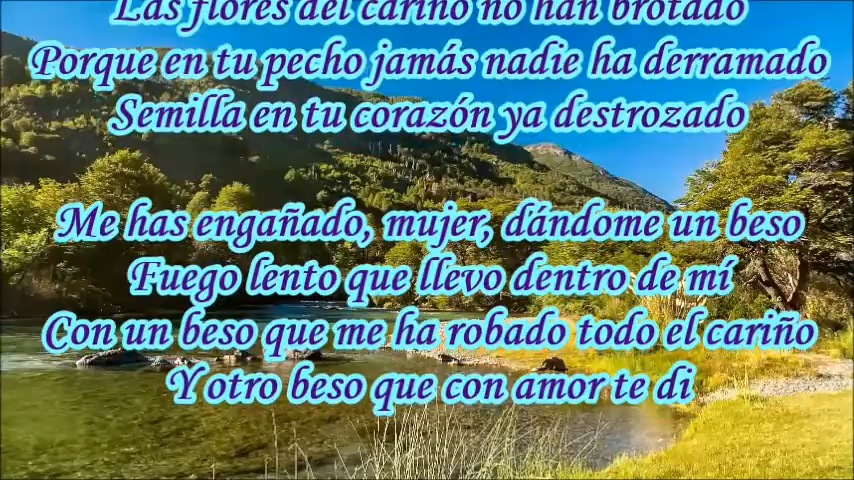 Las flores del cariño no han brotado
Porque en tu pecho jamás nadie ha derramado
Semilla en tu corazón ya destrozado
Me has engañado, mujer, dándome un beso
Fuego lento que llevo dentro de mí
Con un beso que me ha robado todo el cariño
Y otro beso que con amor te di